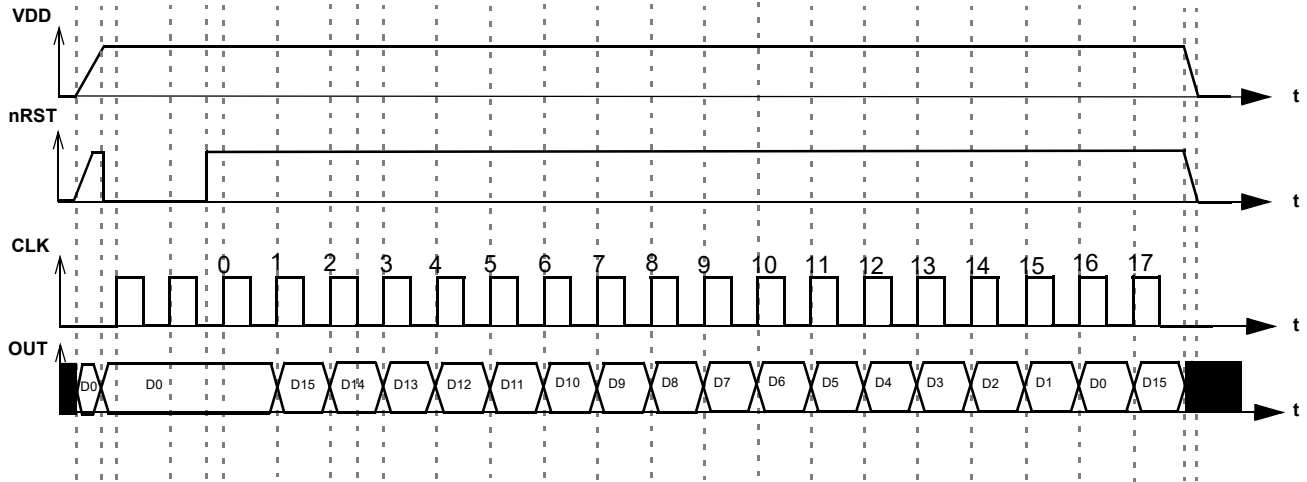 VDD
t
nRST
t
CLK
0 1 2 3 4 5 6 7 8 9 10 11 12 13 14 15 16 17
t
OUT
D0 D0 D15 D14 D13 D12 D11 D10 D9 D8 D7 D6 D5 D4 D3 D2 D1 D0 D15
t